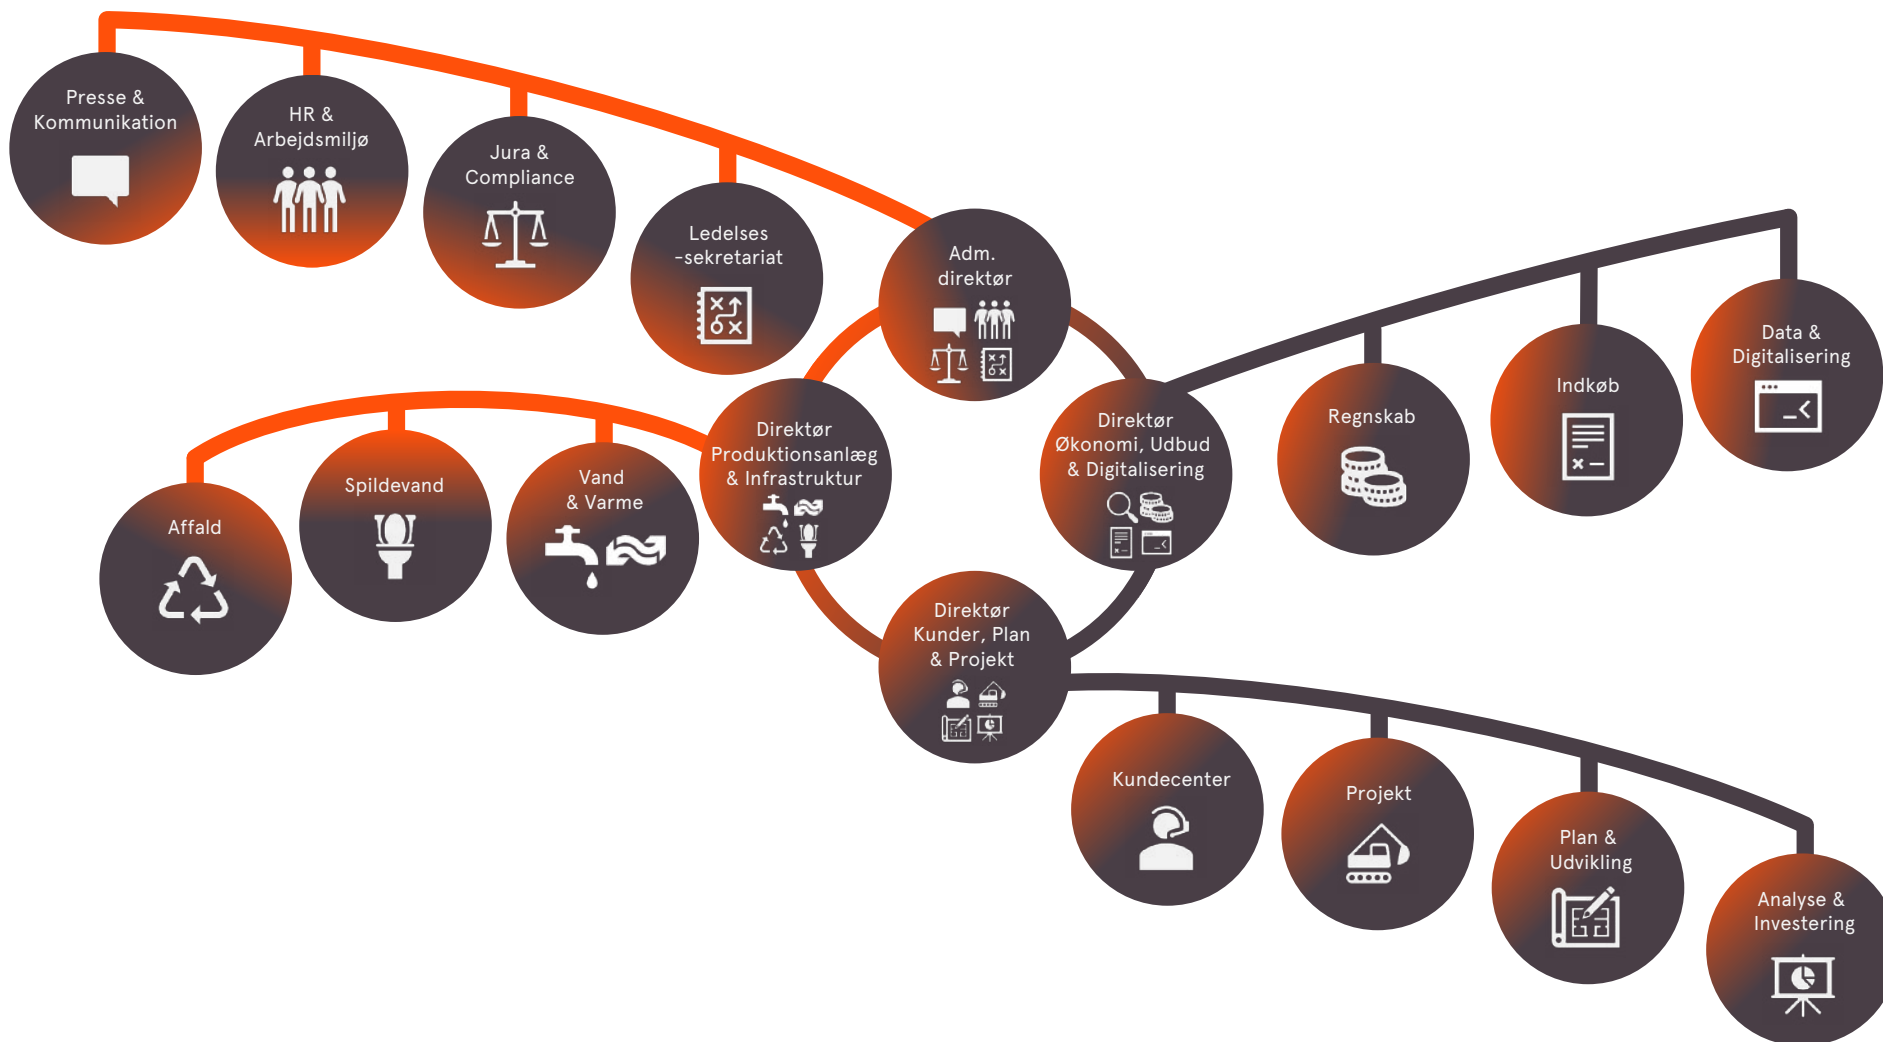 Presse &
Kommunikation
HR &
Arbejdsmiljø
Jura &
Compliance
Ledelses
-sekretariat
Adm.
direktør
Data &
Digitalisering
Indkøb
Regnskab
Direktør
Økonomi, Udbud
& Digitalisering
Direktør
Produktionsanlæg
& Infrastruktur
Vand
& Varme
Spildevand
Affald
Direktør
Kunder, Plan
& Projekt
Kundecenter
Projekt
Plan &
Udvikling
Analyse &
Investering